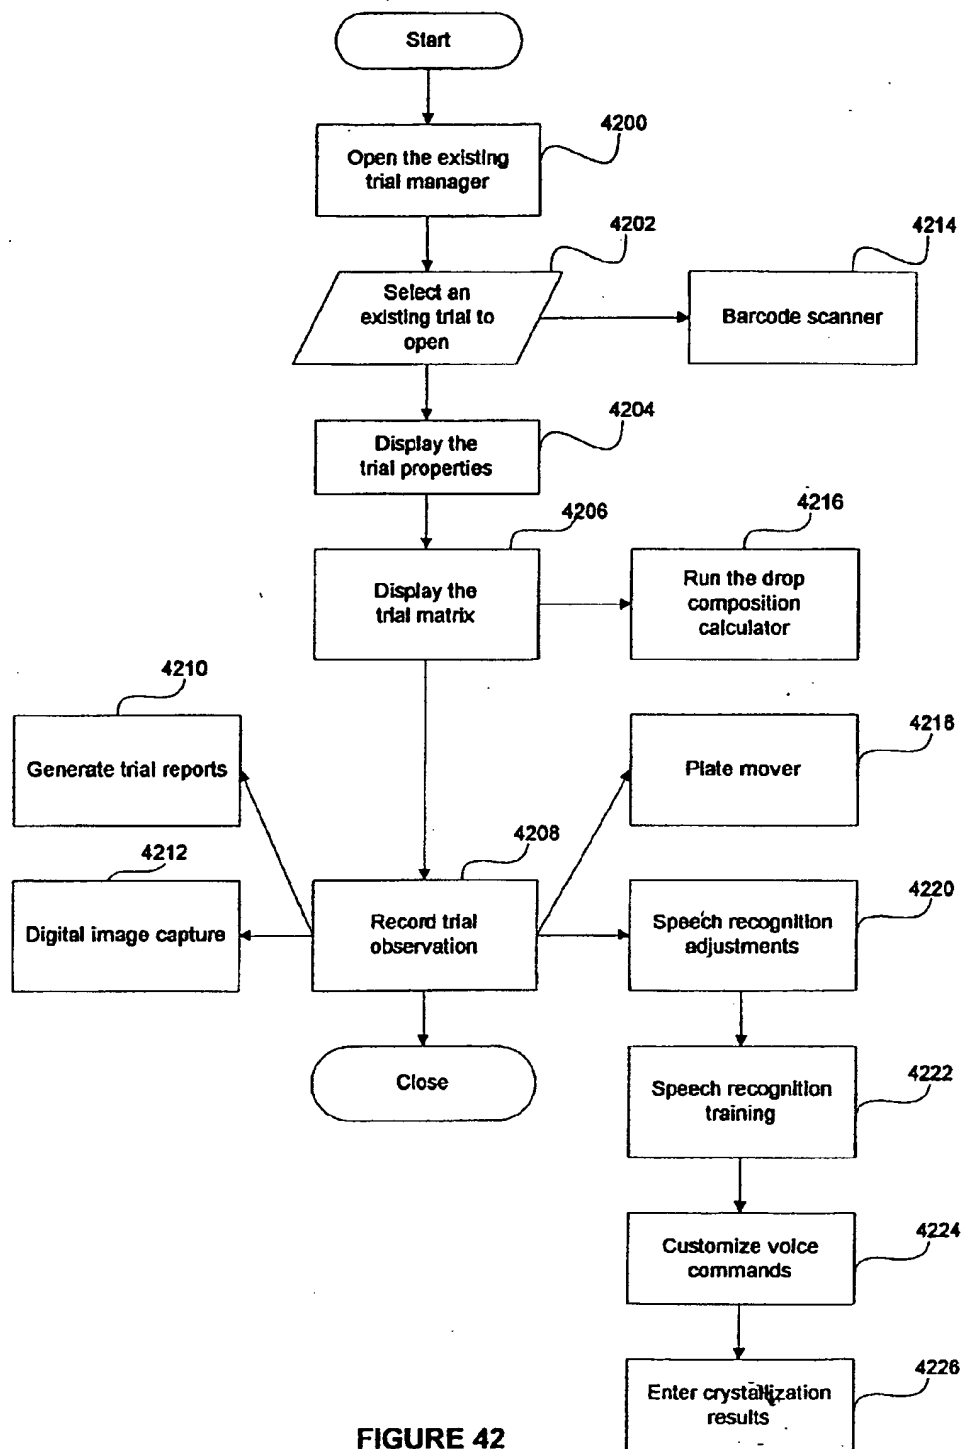 Start
4200
Open the existing
trial manager
4202
4214
Select an
existing trial to
open
Barcode scanner
4204
Display the
trial properties
4206
4216
Display the
trial matrix
Run the drop
composition
calculator
4210
4218
Generate trial reports
Plate mover
4208
4212
4220
Digital image capture
Record trial
observation
Speech recognition
adjustments
Close
4222
Speech recognition
training
4224
Customize voice
commands
4226
Enter crystallization
results
FIGURE 42